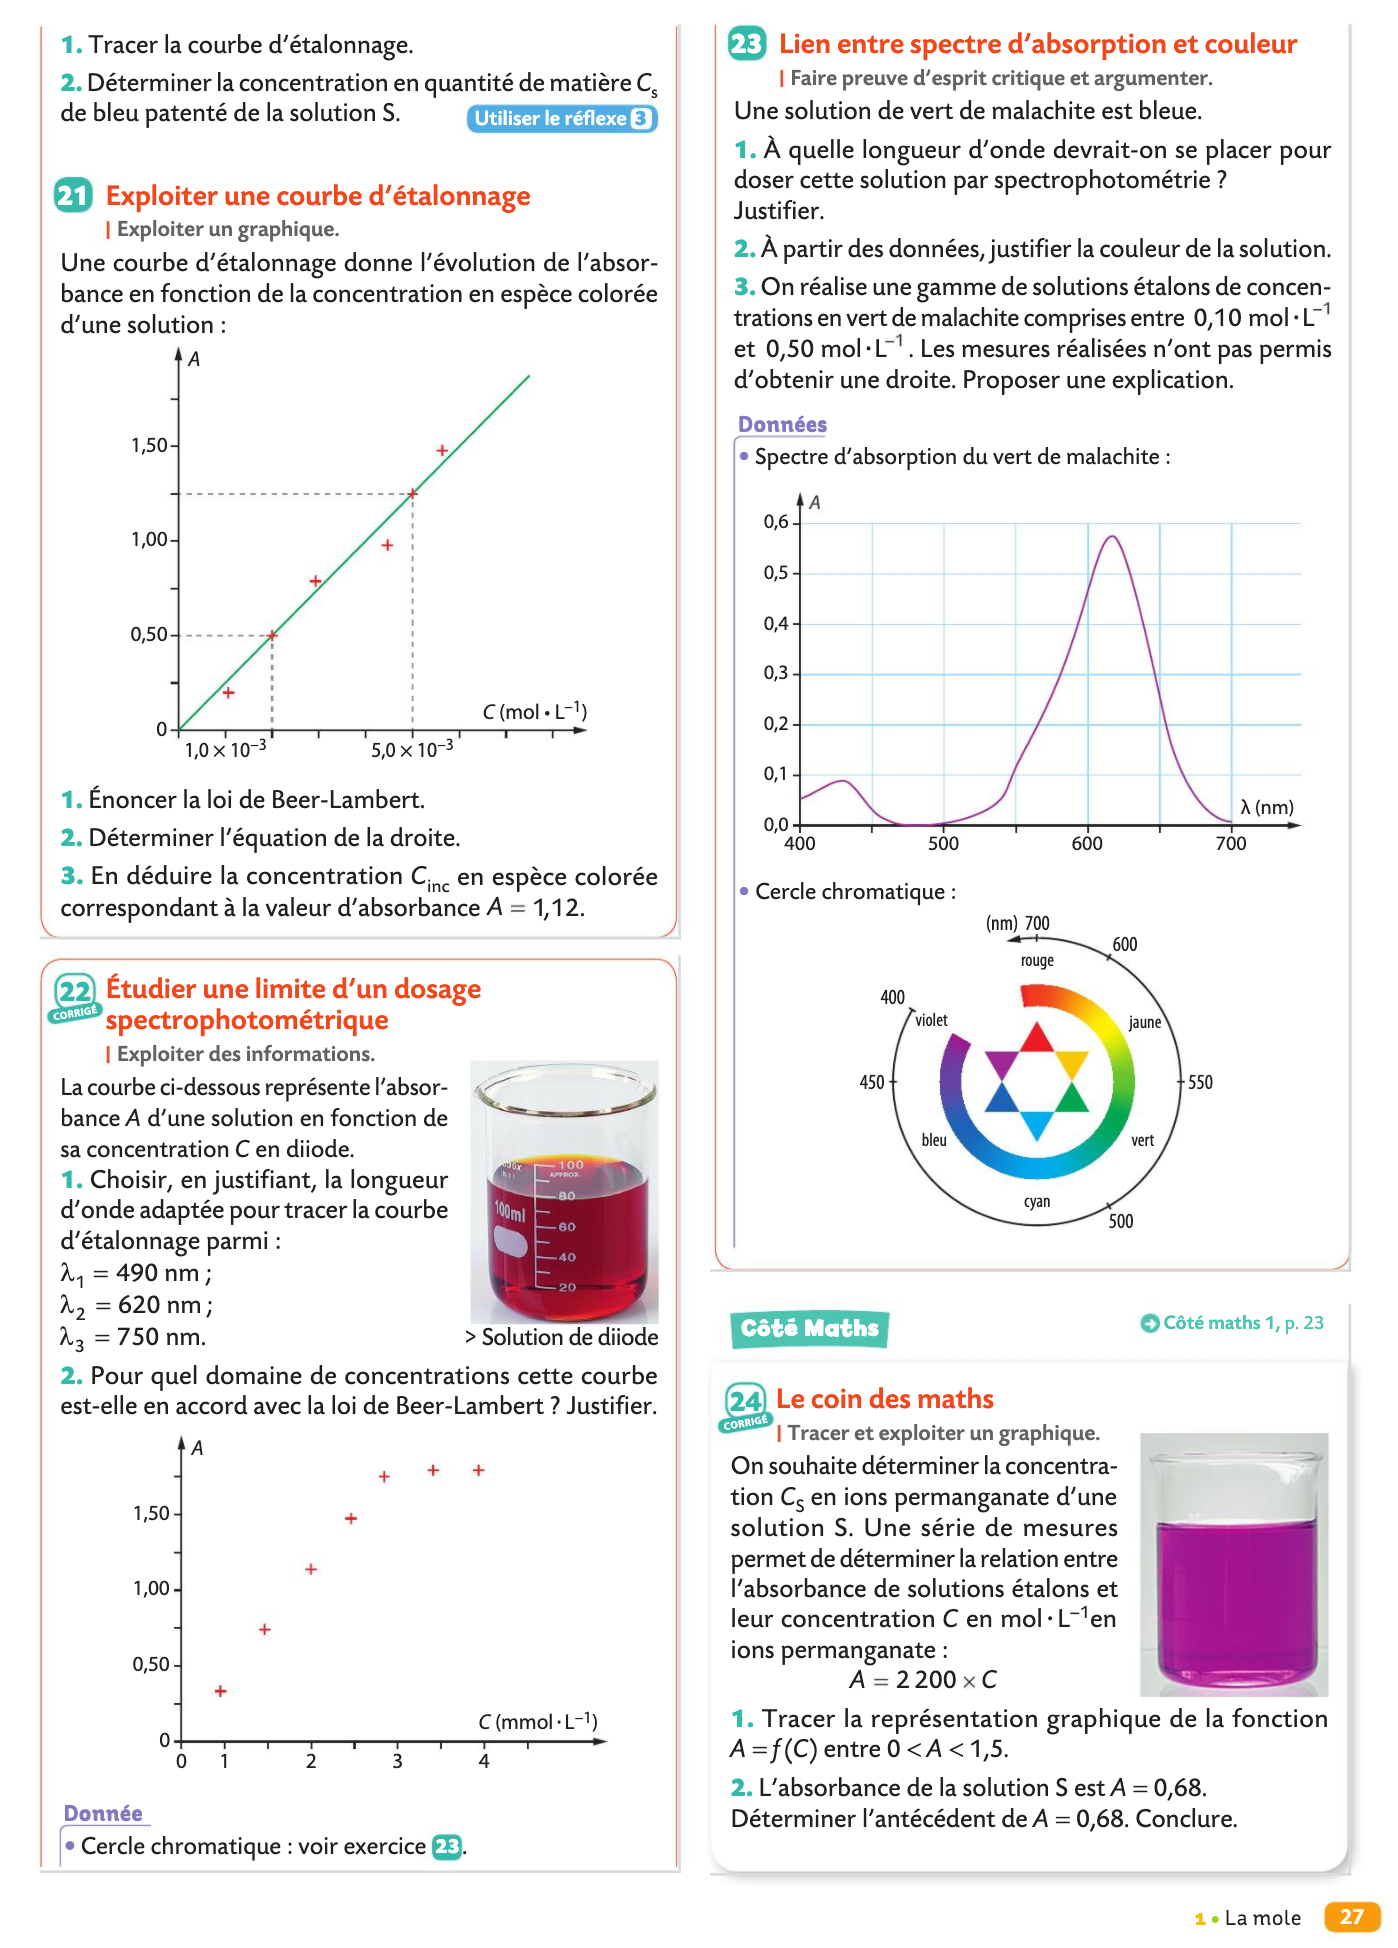 1. Tracer la courbe d'étalonnage.
2. Déterminer la concentration en quantité de matière Cs
de bleu patenté de la solution S.
Utiliser le réflexe 3
21 Exploiter une courbe d'étalonnage
| Exploiter un graphique.
Une courbe d'étalonnage donne l'évolution de l'absor-
bance en fonction de la concentration en espèce colorée
d'une solution :
A
1,50
1,00
0,50
0
C (mol • L⁻¹)
1,0 × 10⁻³
5,0 × 10⁻³
1. Énoncer la loi de Beer-Lambert.
2. Déterminer l'équation de la droite.
3. En déduire la concentration Cinc en espèce colorée
correspondant à la valeur d'absorbance A = 1,12.
22 Étudier une limite d'un dosage
CORRIGÉ
spectrophotométrique
| Exploiter des informations.
La courbe ci-dessous représente l'absor-
bance A d'une solution en fonction de
sa concentration C en diiode.
1. Choisir, en justifiant, la longueur
d'onde adaptée pour tracer la courbe
d'étalonnage parmi :
λ1 = 490 nm ;
λ2 = 620 nm ;
λ3 = 750 nm.
100
APPROX.
80
100ml
60
40
20
> Solution de diiode
2. Pour quel domaine de concentrations cette courbe
est-elle en accord avec la loi de Beer-Lambert ? Justifier.
A
1,50
1,00
0,50
0
C (mmol·L⁻¹)
0 1 2 3 4
Donnée
• Cercle chromatique : voir exercice 23.
23 Lien entre spectre d'absorption et couleur
| Faire preuve d'esprit critique et argumenter.
Une solution de vert de malachite est bleue.
1. À quelle longueur d'onde devrait-on se placer pour
doser cette solution par spectrophotométrie ?
Justifier.
2. À partir des données, justifier la couleur de la solution.
3. On réalise une gamme de solutions étalons de concen-
trations en vert de malachite comprises entre 0,10 mol·L⁻¹
et 0,50 mol·L⁻¹. Les mesures réalisées n'ont pas permis
d'obtenir une droite. Proposer une explication.
Données
• Spectre d'absorption du vert de malachite :
A
0,6
0,5
0,4
0,3
0,2
0,1
0,0
λ (nm)
400 500 600 700
• Cercle chromatique :
(nm) 700
600
rouge
400
violet
jaune
450
550
bleu
vert
cyan
500
Côté Maths
Côté maths 1, p. 23
24 Le coin des maths
CORRIGÉ
| Tracer et exploiter un graphique.
On souhaite déterminer la concentra-
tion CS en ions permanganate d'une
solution S. Une série de mesures
permet de déterminer la relation entre
l'absorbance de solutions étalons et
leur concentration C en mol·L⁻¹en
ions permanganate :
A = 2 200 × C
1. Tracer la représentation graphique de la fonction
A = f (C) entre 0 < A < 1,5.
2. L'absorbance de la solution S est A = 0,68.
Déterminer l'antécédent de A = 0,68. Conclure.
1 • La mole 27